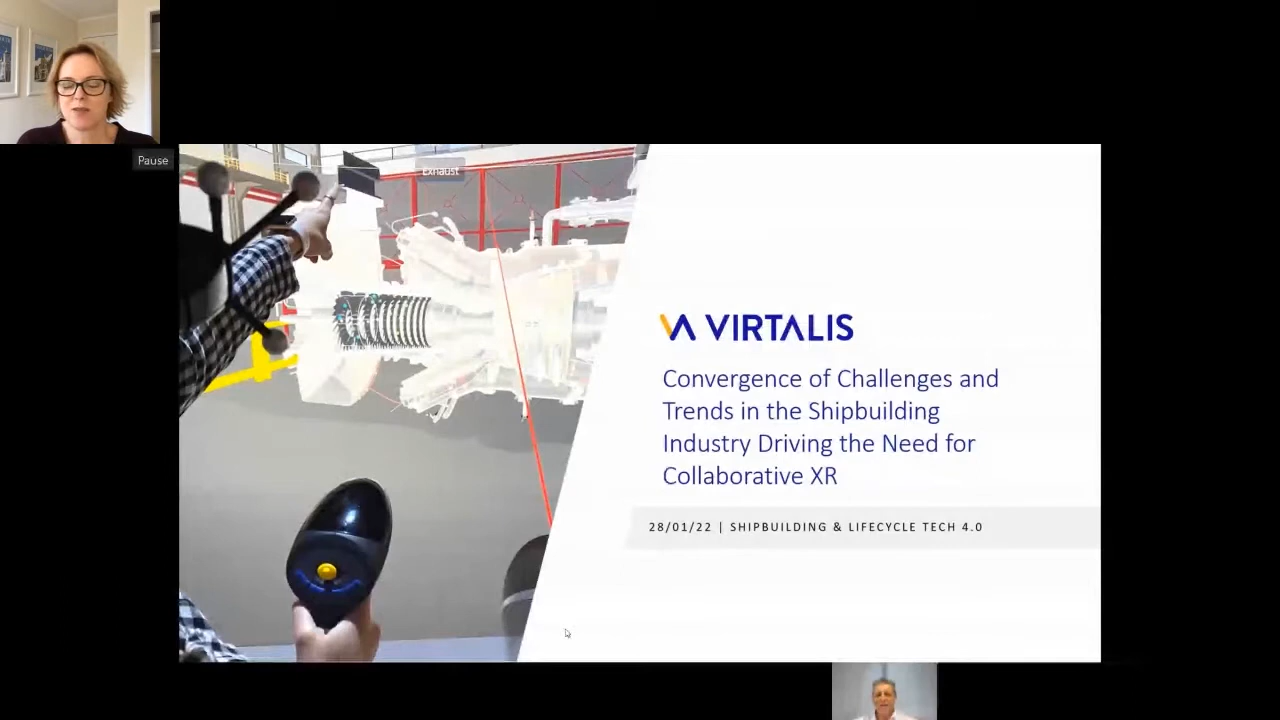 Pause
Exhaust
VIRTALIS
Convergence of Challenges and
Trends in the Shipbuilding
Industry Driving the Need for
Collaborative XR
28/01/22 | SHIPBUILDING & LIFECYCLE TECH 4.0